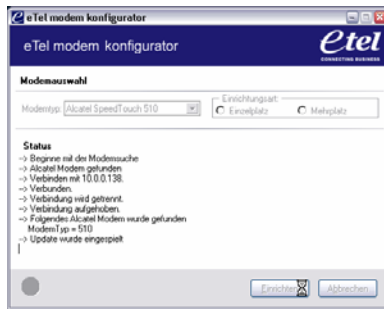 eTel modem konfigurator
eTel modem konfigurator
etel
CONNECTING BUSINESS
Modemauswahl
Modemtyp: Alcatel SpeedTouch 510
Einrichtungsart:
Einzelplatz
Mehrplatz
Status
-> Beginne mit der Modemsuche
-> Alcatel Modem gefunden
-> Verbinden mit 10.0.0.138.
-> Verbunden.
-> Verbindung wird getrennt.
-> Verbindung aufgehoben.
-> Folgendes Alcatel Modem wurde gefunden
ModemTyp = 510
-> Update wurde eingespielt
Einrichten
Abbrechen